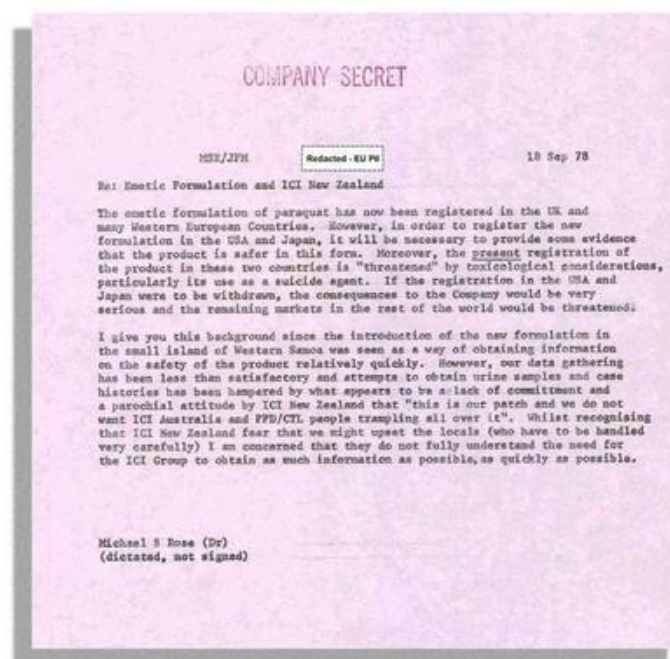 COMPANY SECRET
MSR/JFM Redacted - EU PII 18 Sep 78
Re: Emetic Formulation and ICI New Zealand
The emetic formulation of paraquat has now been registered in the UK and
many Western European Countries. However, in order to register the new
formulation in the USA and Japan, it will be necessary to provide some evidence
that the product is safer in this form. Moreover, the present registration of
the product in these two countries is "threatened" by toxicological considerations,
particularly its use as a suicide agent. If the registration in the USA and
Japan were to be withdrawn, the consequences to the Company would be very
serious and the remaining markets in the rest of the world would be threatened.
I give you this background since the introduction of the new formulation in
the small island of Western Samoa was seen as a way of obtaining information
on the safety of the product relatively quickly. However, our data gathering
has been less than satisfactory and attempts to obtain urine samples and case
histories has been hampered by what appears to be a lack of committment and
a parochial attitude by ICI New Zealand that "this is our patch and we do not
want ICI Australia and PPD/CTL people trampling all over it". Whilst recognising
that ICI New Zealand fear that we might upset the locals (who have to be handled
very carefully) I am concerned that they do not fully understand the need for
the ICI Group to obtain as much information as possible, as quickly as possible.
Michael S Rose (Dr)
(dictated, not signed)